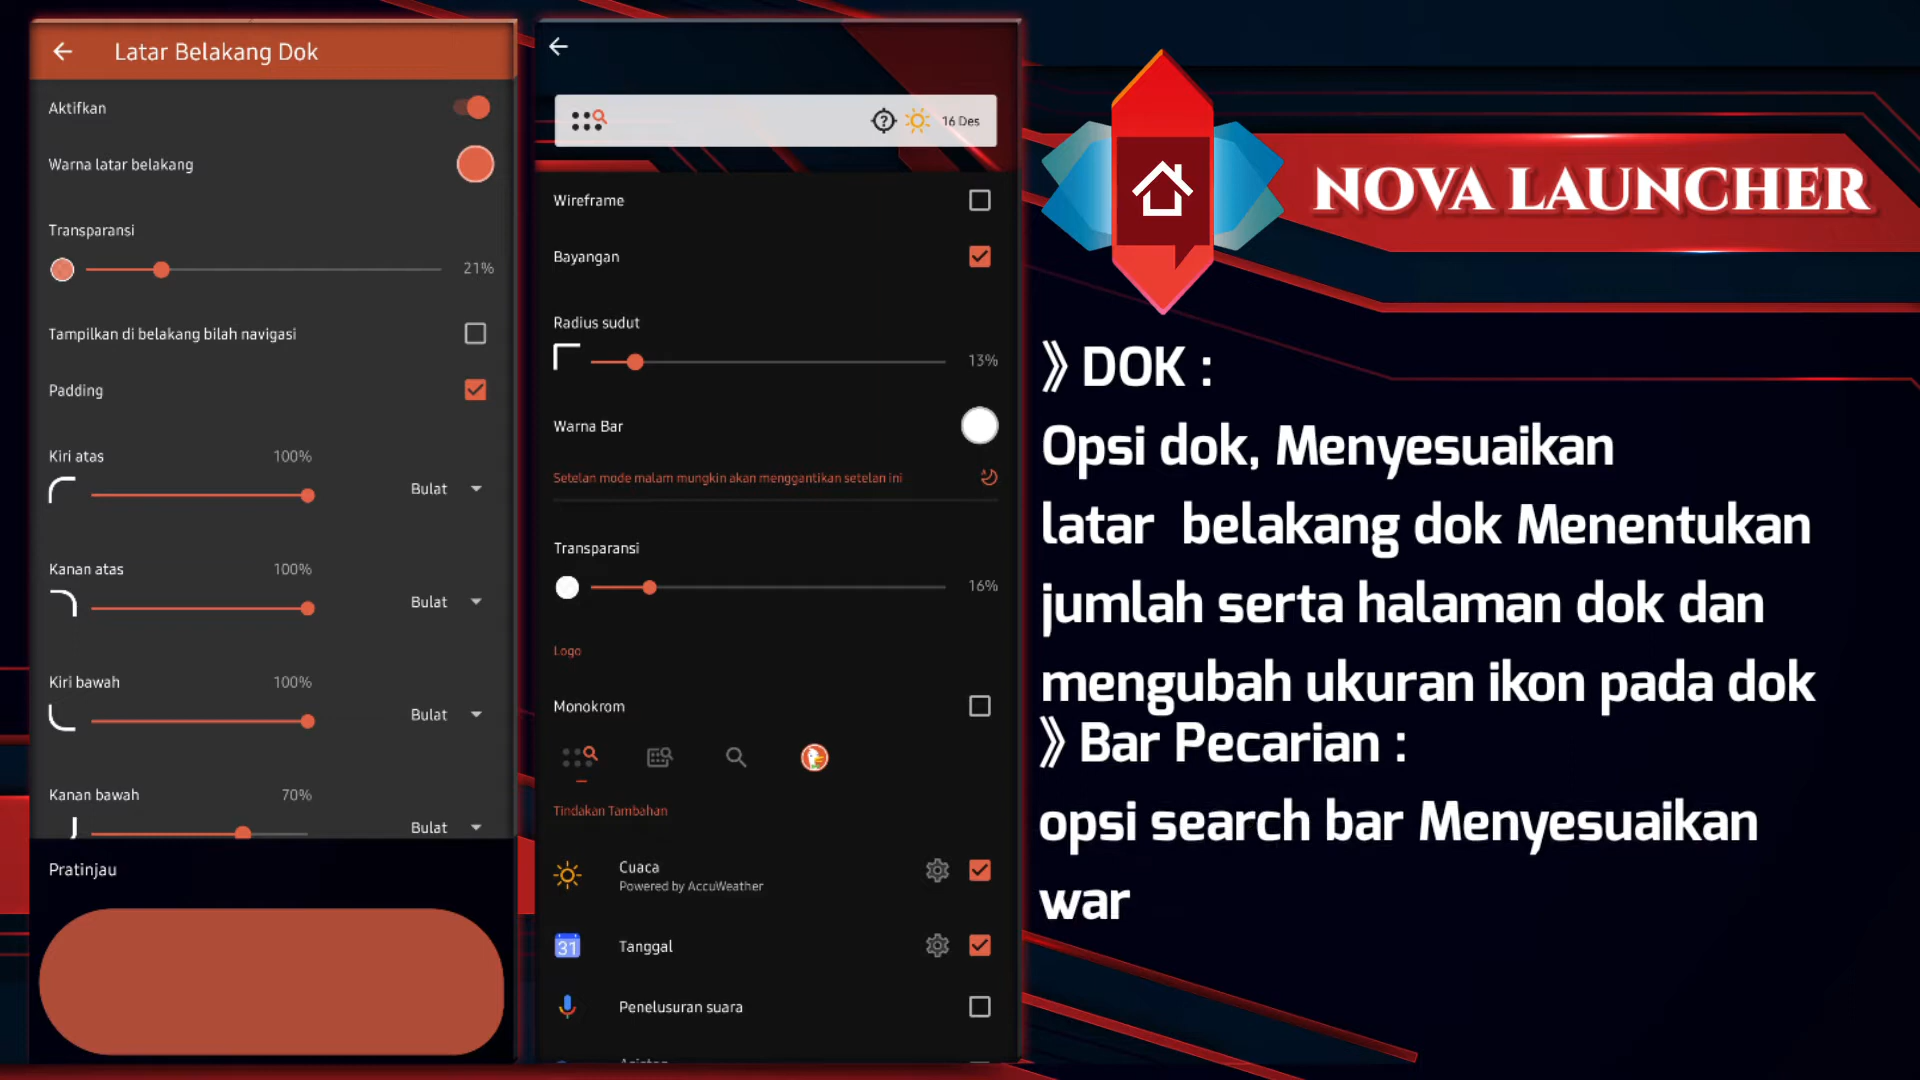 Latar Belakang Dok
Aktifkan
Warna latar belakang
Transparansi
21%
Tampilkan di belakang bilah navigasi
Padding
Kiri atas 100%
Bulat
Kanan atas 100%
Bulat
Kiri bawah 100%
Bulat
Kanan bawah 70%
Bulat
Pratinjau
16 Des
Wireframe
Bayangan
Radius sudut
13%
Warna Bar
Setelan mode malam mungkin akan menggantikan setelan ini
Transparansi
16%
Logo
Monokrom
Tindakan Tambahan
Cuaca
Powered by AccuWeather
31 Tanggal
Penelusuran suara
NOVA LAUNCHER
》DOK :
Opsi dok, Menyesuaikan
latar belakang dok Menentukan
jumlah serta halaman dok dan
mengubah ukuran ikon pada dok
》Bar Pecarian :
opsi search bar Menyesuaikan
war